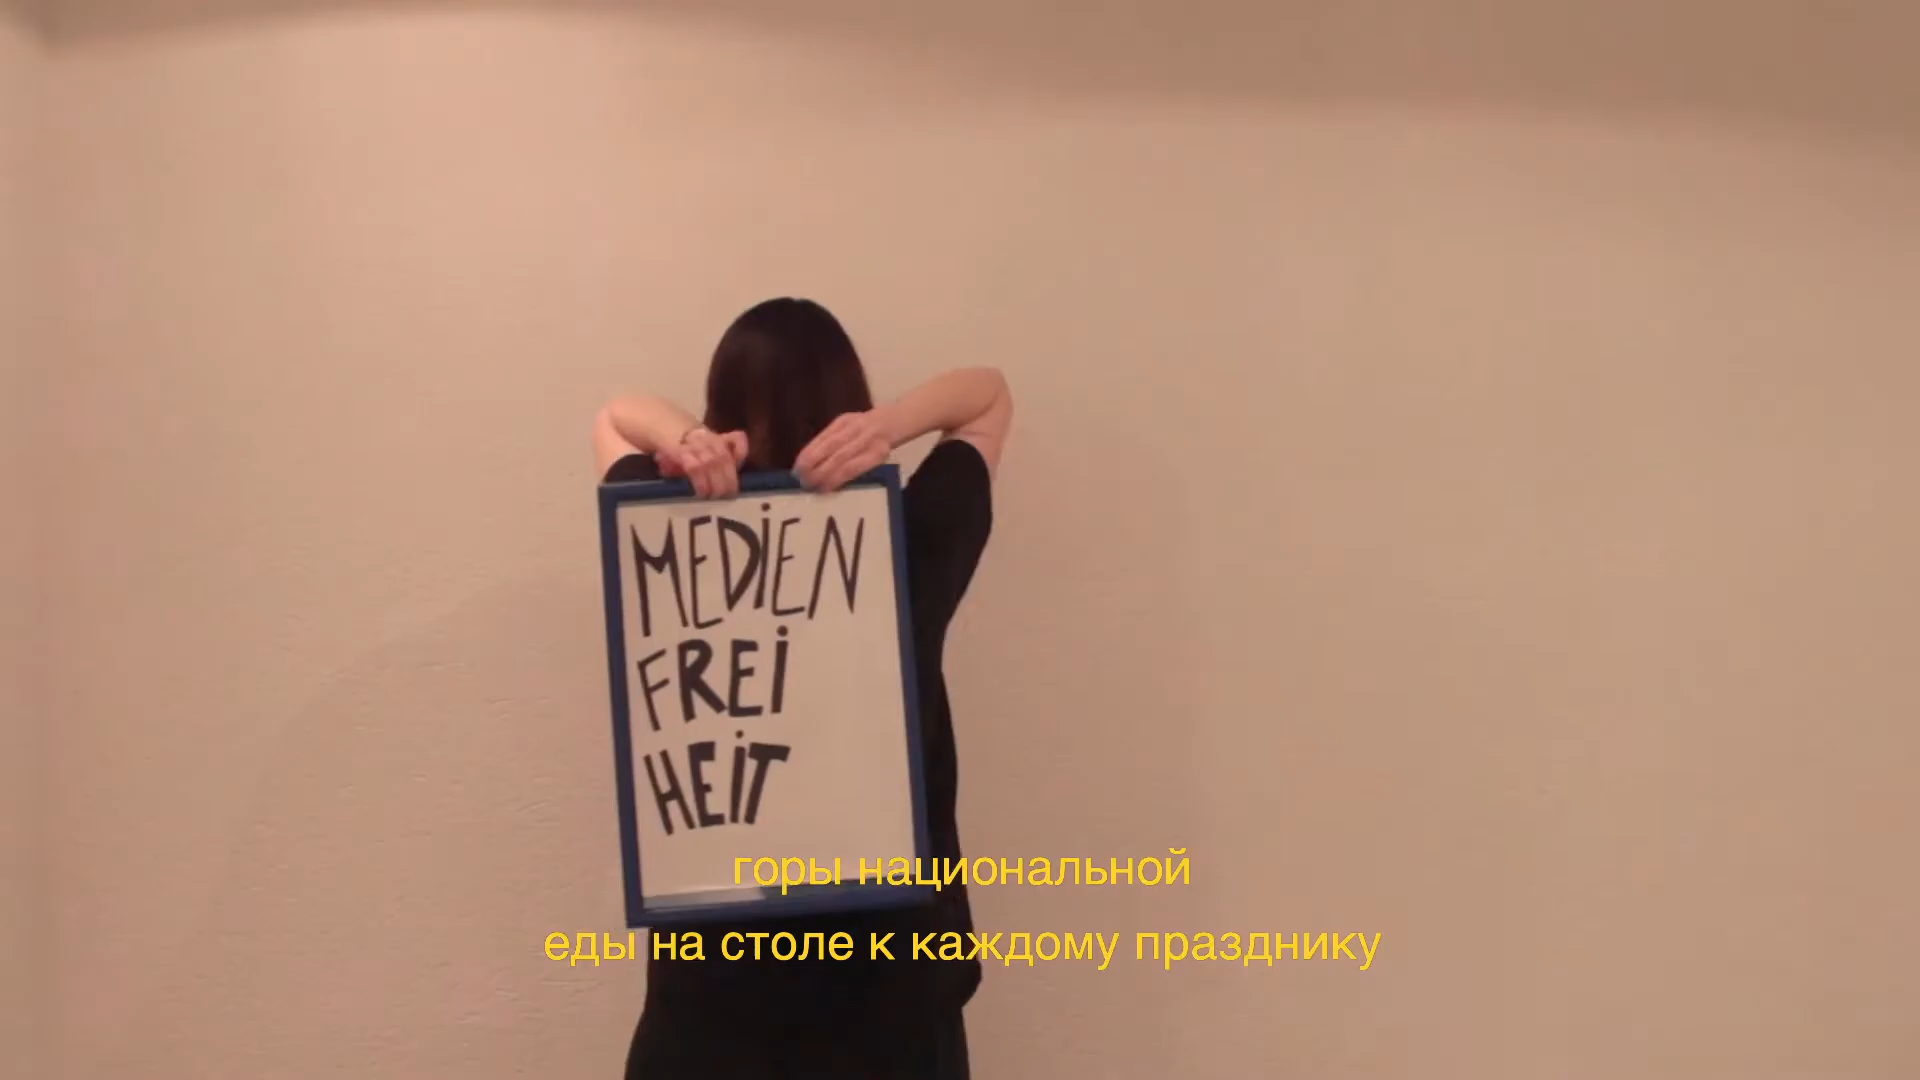 MEDIEN
FREI
HEIT
горы национальной
еды на столе к каждому празднику